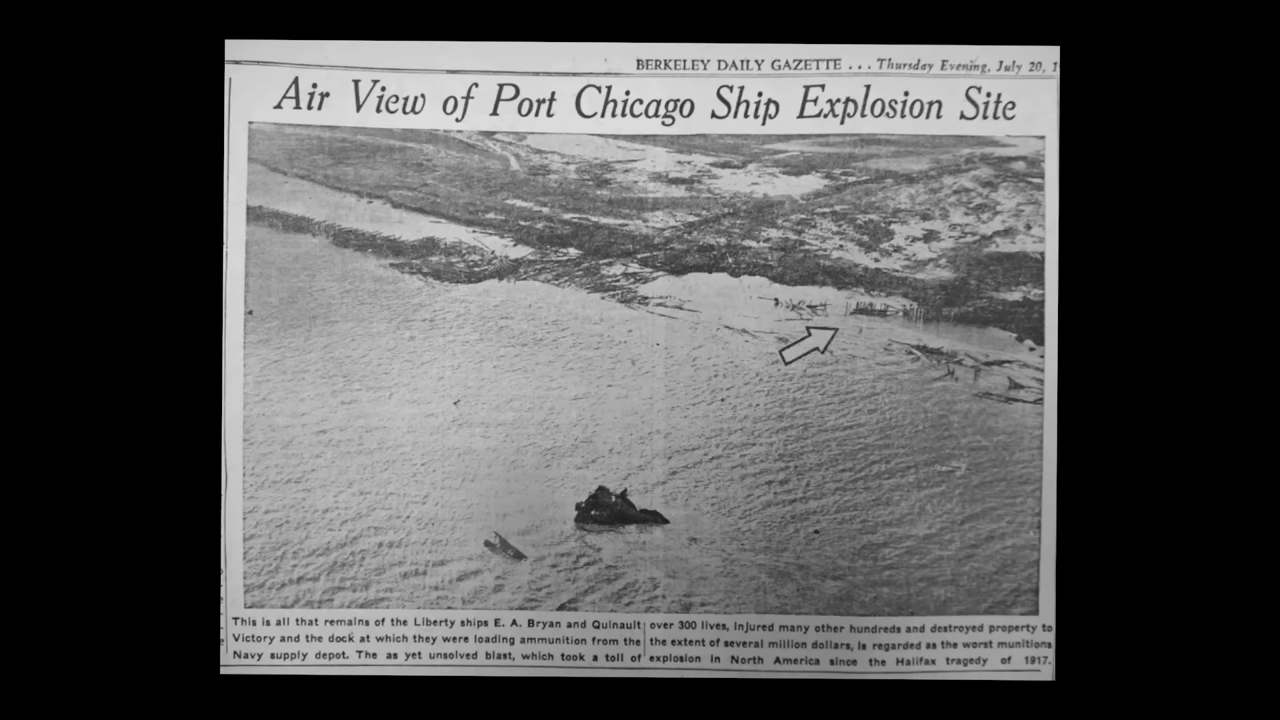 BERKELEY DAILY GAZETTE . . . Thursday Evening, July 20,
Air View of Port Chicago Ship Explosion Site
This is all that remains of the Liberty ships E. A. Bryan and Quinault
Victory and the dock at which they were loading ammunition from the
Navy supply depot. The as yet unsolved blast, which took a toll of
over 300 lives, injured many other hundreds and destroyed property to
the extent of several million dollars, is regarded as the worst munitions
explosion in North America since the Halifax tragedy of 1917.